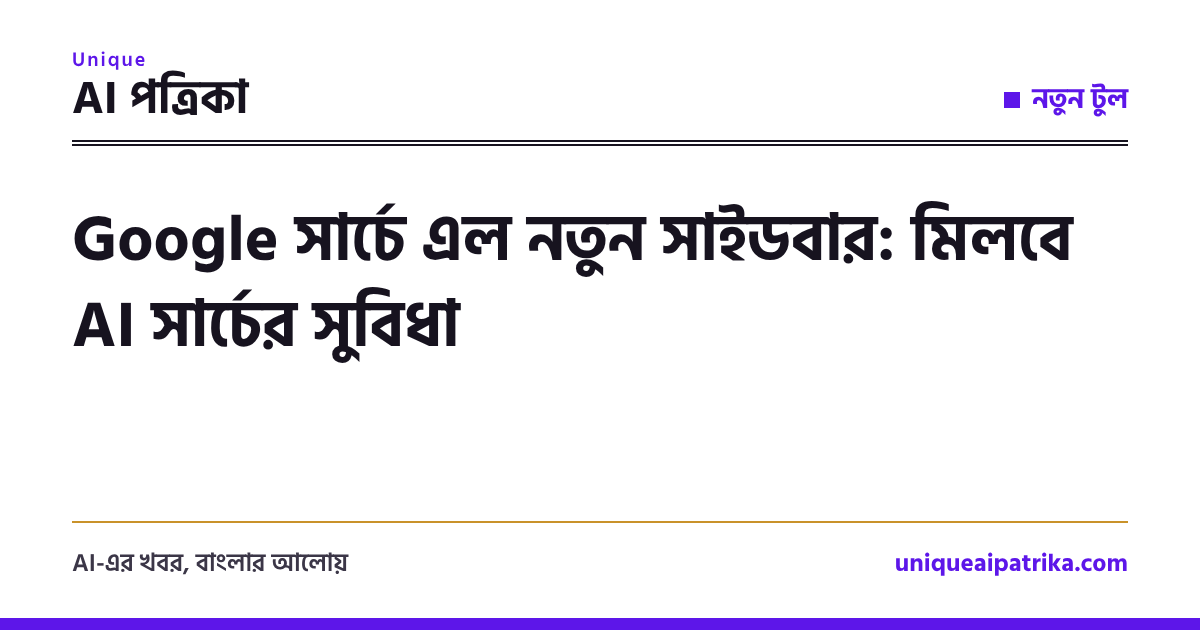 Unique
AI পত্রিকা
নতুন টুল
Google সার্চে এল নতুন সাইডবার: মিলবে
AI সার্চের সুবিধা
AI-এর খবর, বাংলার আলোয়
uniqueaipatrika.com